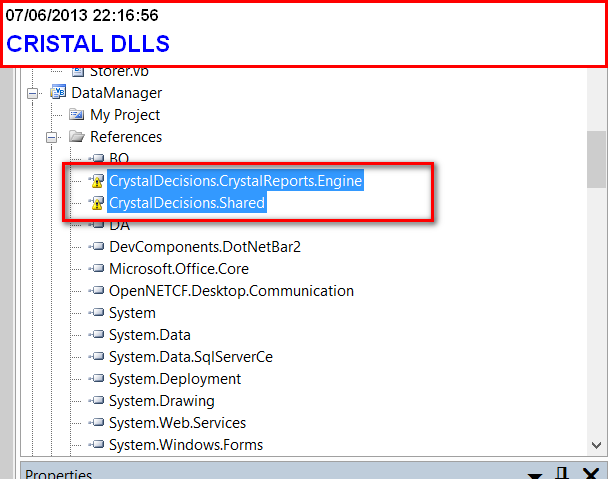 07/06/2013 22:16:56
CRISTAL DLLS
Storer.vb
DataManager
My Project
References
BO
CrystalDecisions.CrystalReports.Engine
CrystalDecisions.Shared
DA
DevComponents.DotNetBar2
Microsoft.Office.Core
OpenNETCF.Desktop.Communication
System
System.Data
System.Data.SqlServerCe
System.Deployment
System.Drawing
System.Web.Services
System.Windows.Forms
Properties